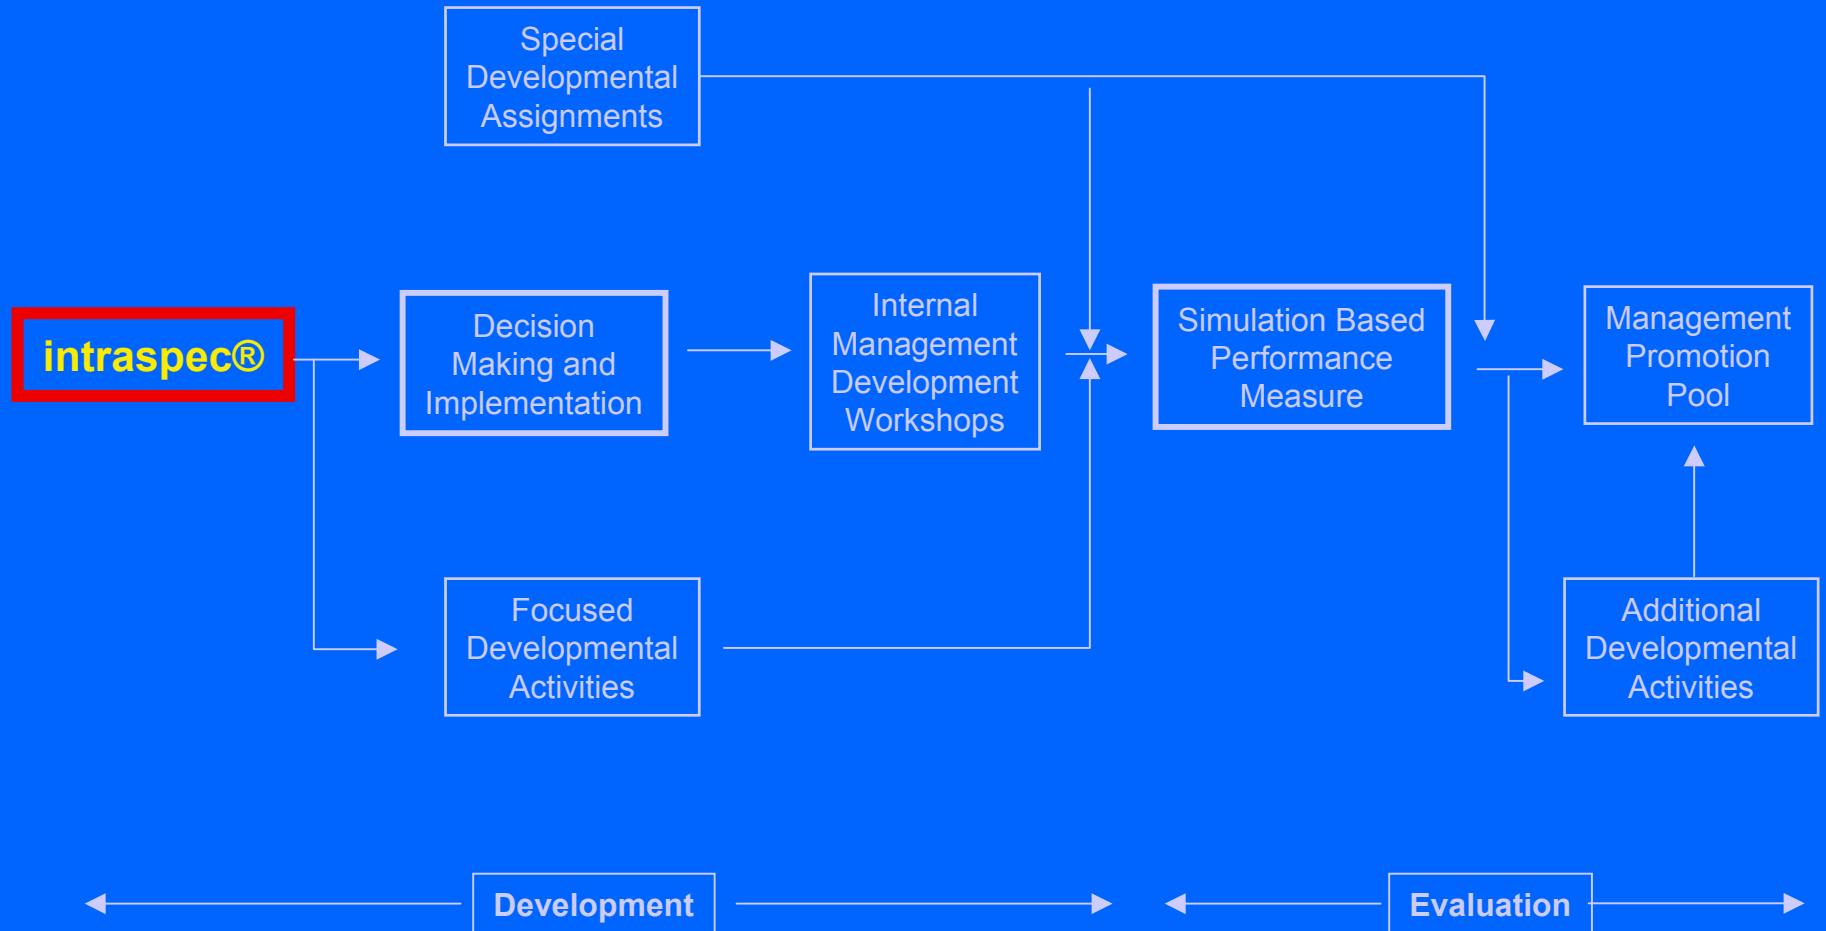 Special
Developmental
Assignments
intraspec®
Decision
Making and
Implementation
Internal
Management
Development
Workshops
Simulation Based
Performance
Measure
Management
Promotion
Pool
Focused
Developmental
Activities
Additional
Developmental
Activities
Development
Evaluation